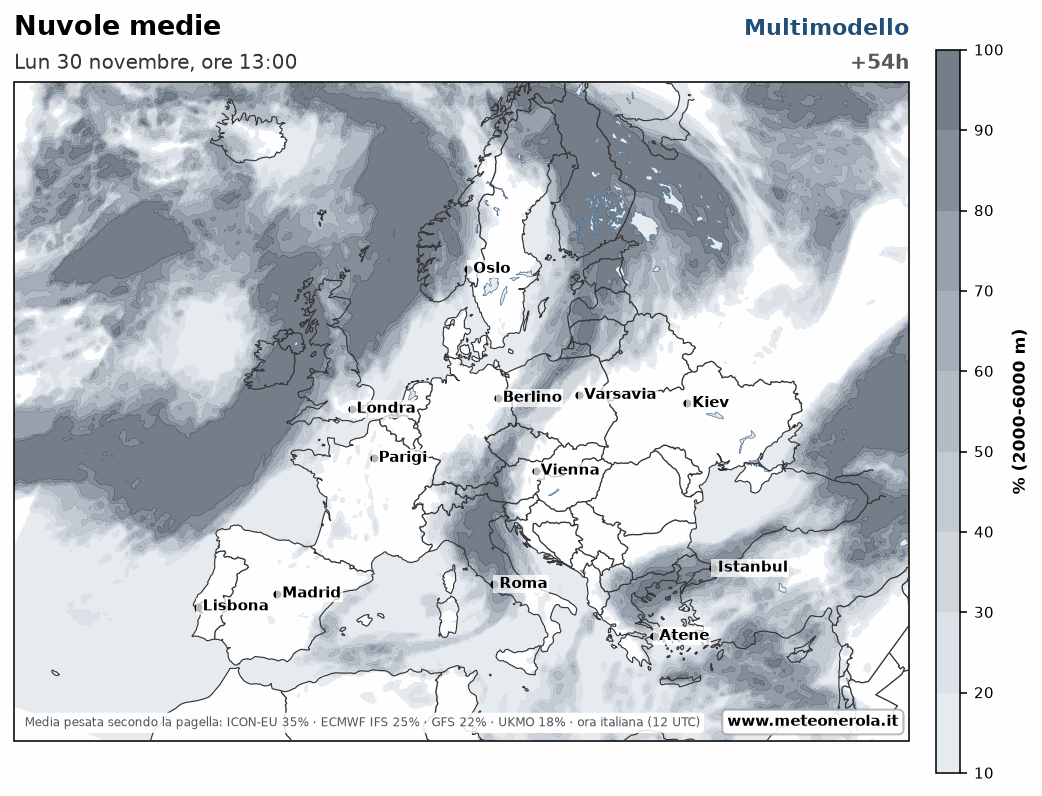 Nuvole medie
Multimodello
Lun 30 novembre, ore 13:00
+54h
100
90
80
70
60
50
40
30
20
10
% (2000-6000 m)
Oslo
Berlino
Varsavia
Kiev
Londra
Parigi
Vienna
Istanbul
Roma
Madrid
Lisbona
Atene
Media pesata secondo la pagella: ICON-EU 35% · ECMWF IFS 25% · GFS 22% · UKMO 18% · ora italiana (12 UTC)
www.meteonerola.it